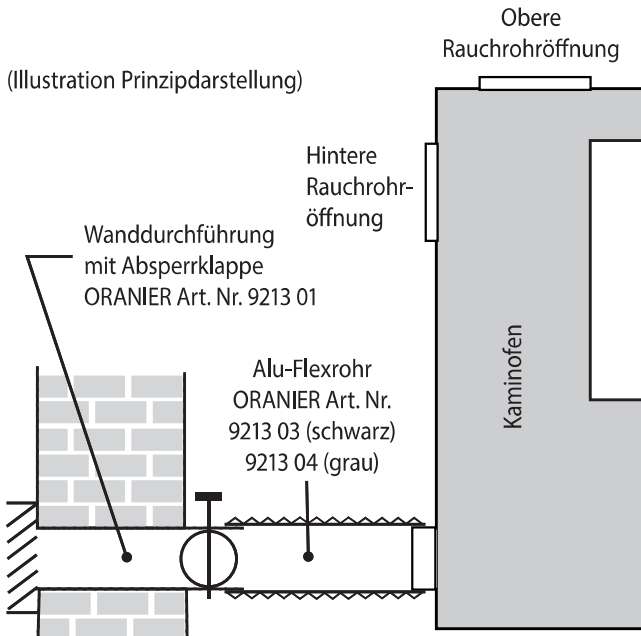 Obere
Rauchrohröffnung
(Illustration Prinzipdarstellung)
Hintere
Rauchrohr-
öffnung
Wanddurchführung
mit Absperrklappe
ORANIER Art. Nr. 9213 01
Alu-Flexrohr
ORANIER Art. Nr.
9213 03 (schwarz)
9213 04 (grau)
Kaminofen